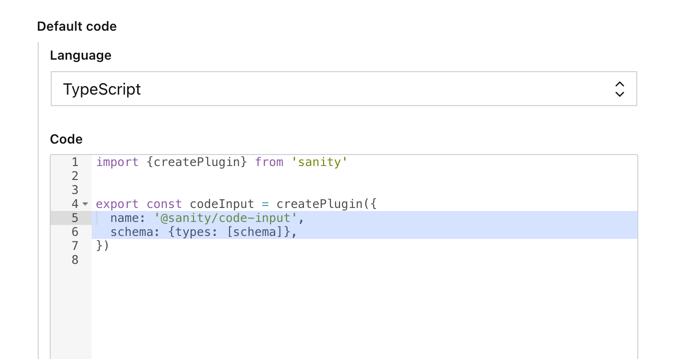 Default code
Language
TypeScript
Code
1 import {createPlugin} from 'sanity'
2
3
4 export const codeInput = createPlugin({
5   name: '@sanity/code-input',
6   schema: {types: [schema]},
7 })
8